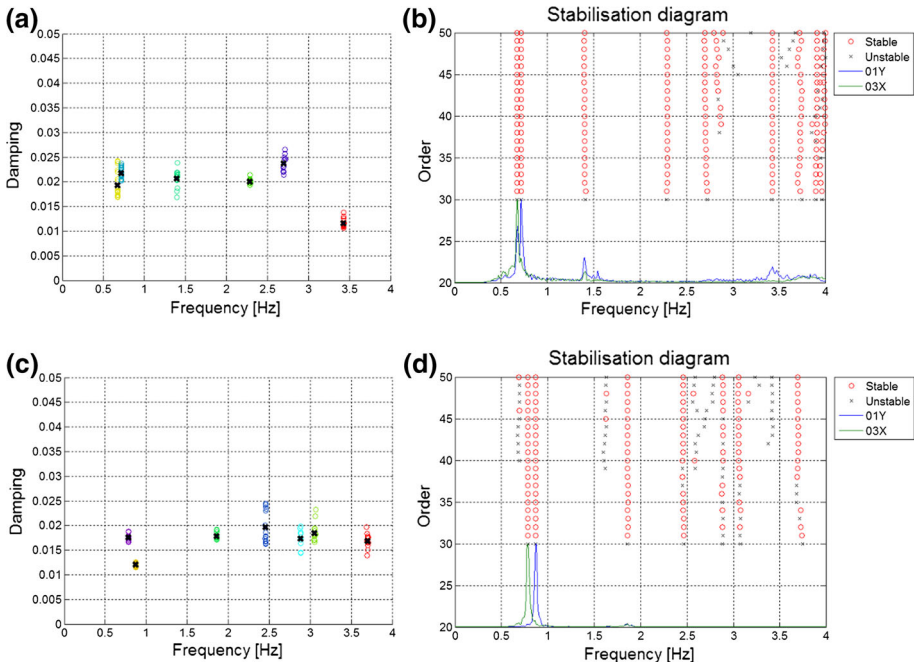 (a)
0.05
0.045
0.04
0.035
0.03
0.025
0.02
0.015
0.01
0.005
0
Damping
0 0.5 1 1.5 2 2.5 3 3.5 4
Frequency [Hz]
(b)
Stabilisation diagram
50
45
40
35
30
25
20
Order
0 0.5 1 1.5 2 2.5 3 3.5 4
Frequency [Hz]
Stable
Unstable
01Y
03X
(c)
0.05
0.045
0.04
0.035
0.03
0.025
0.02
0.015
0.01
0.005
0
Damping
0 0.5 1 1.5 2 2.5 3 3.5 4
Frequency [Hz]
(d)
Stabilisation diagram
50
45
40
35
30
25
20
Order
0 0.5 1 1.5 2 2.5 3 3.5 4
Frequency [Hz]
Stable
Unstable
01Y
03X